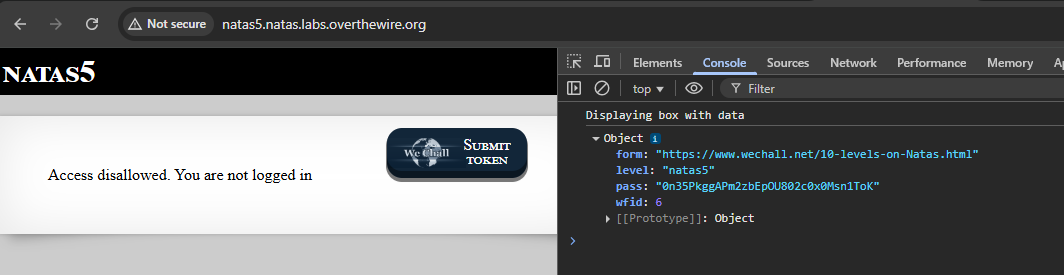 Not secure natas5.natas.labs.overthewire.org
NATAS5
We Chall
SUBMIT
TOKEN
Access disallowed. You are not logged in
Elements Console Sources Network Performance Memory
top Filter
Displaying box with data
Object i
form: "https://www.wechall.net/10-levels-on-Natas.html"
level: "natas5"
pass: "0n35PkggAPm2zbEpOU802c0x0Msn1ToK"
wfid: 6
[[Prototype]]: Object